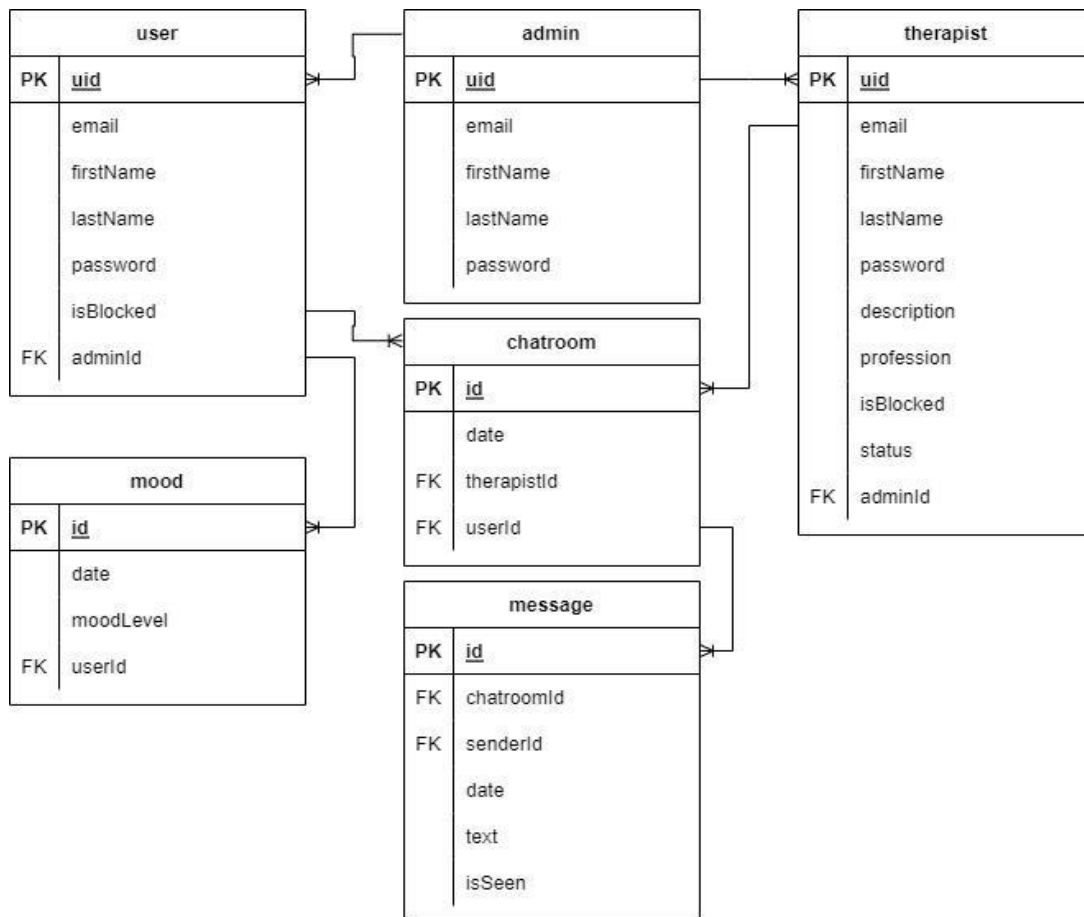 user
PK uid
email
firstName
lastName
password
isBlocked
FK adminId
admin
PK uid
email
firstName
lastName
password
therapist
PK uid
email
firstName
lastName
password
description
profession
isBlocked
status
FK adminId
chatroom
PK id
date
FK therapistId
FK userId
mood
PK id
date
moodLevel
FK userId
message
PK id
FK chatroomId
FK senderId
date
text
isSeen